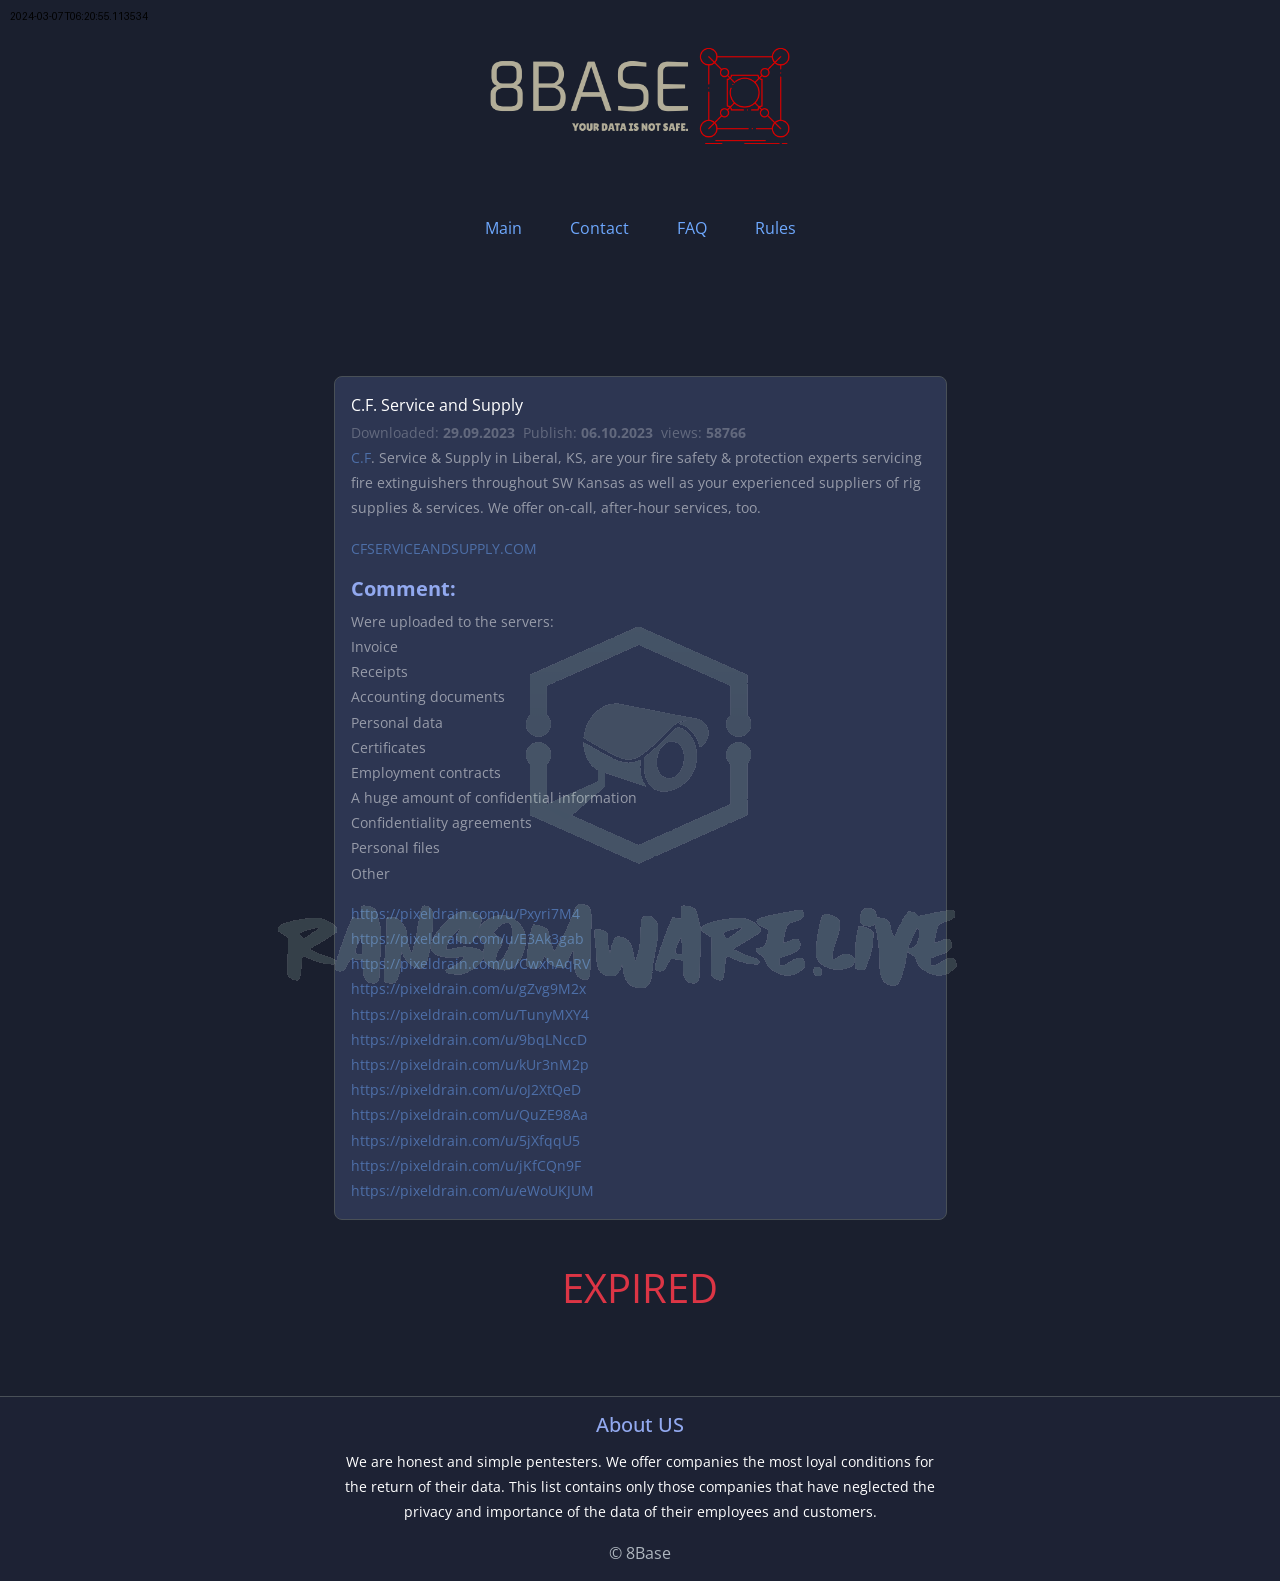 2024-03-07T06:20:55.113534
8BASE
YOUR DATA IS NOT SAFE.
Main Contact FAQ Rules
C.F. Service and Supply
Downloaded: 29.09.2023 Publish: 06.10.2023 views: 58766
C.F. Service & Supply in Liberal, KS, are your fire safety & protection experts servicing
fire extinguishers throughout SW Kansas as well as your experienced suppliers of rig
supplies & services. We offer on-call, after-hour services, too.
CFSERVICEANDSUPPLY.COM
Comment:
Were uploaded to the servers:
Invoice
Receipts
Accounting documents
Personal data
Certificates
Employment contracts
A huge amount of confidential information
Confidentiality agreements
Personal files
Other
https://pixeldrain.com/u/Pxyri7M4
https://pixeldrain.com/u/E3Ak3gab
https://pixeldrain.com/u/CwxhAqRV
https://pixeldrain.com/u/gZvg9M2x
https://pixeldrain.com/u/TunyMXY4
https://pixeldrain.com/u/9bqLNccD
https://pixeldrain.com/u/kUr3nM2p
https://pixeldrain.com/u/oJ2XtQeD
https://pixeldrain.com/u/QuZE98Aa
https://pixeldrain.com/u/5jXfqqU5
https://pixeldrain.com/u/jKfCQn9F
https://pixeldrain.com/u/eWoUKJUM
RANSOMWARE.LIVE
EXPIRED
About US
We are honest and simple pentesters. We offer companies the most loyal conditions for
the return of their data. This list contains only those companies that have neglected the
privacy and importance of the data of their employees and customers.
© 8Base